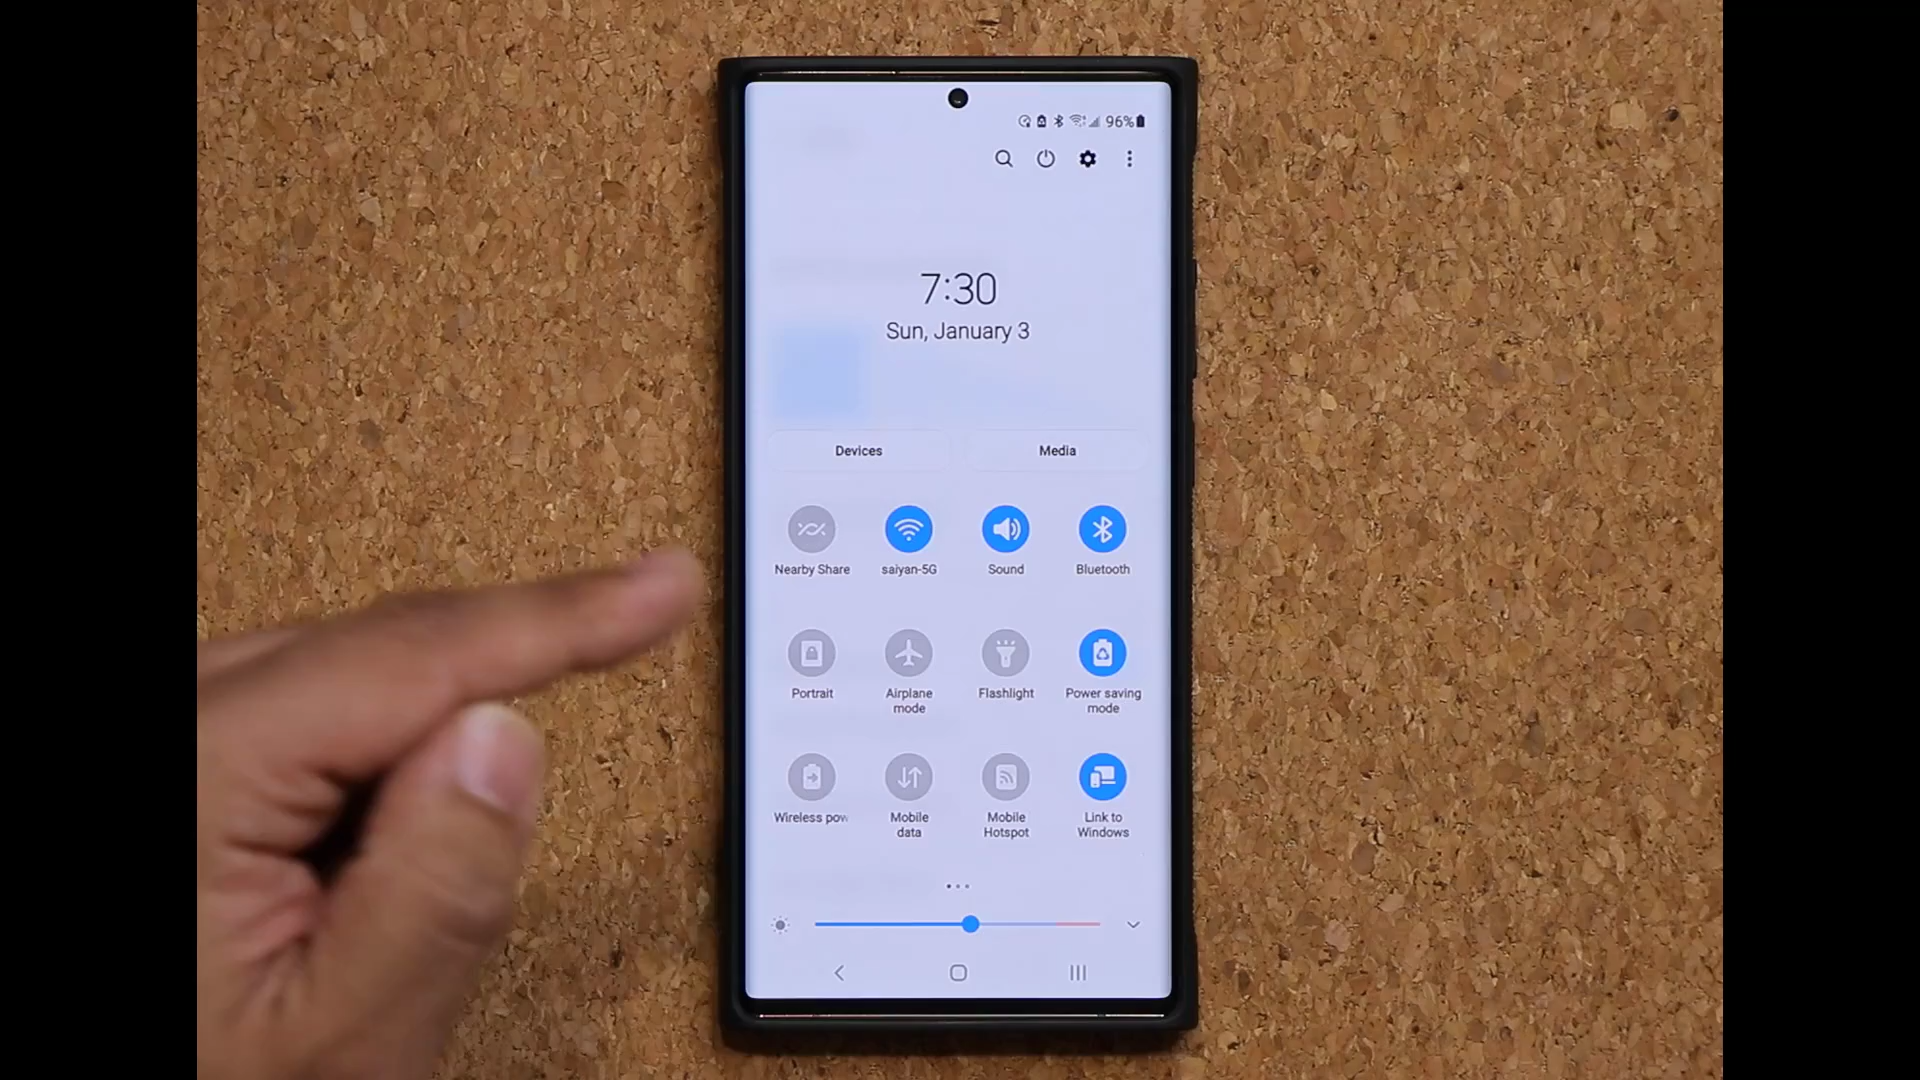 96%
7:30
Sun, January 3
Devices Media
Nearby Share saiyan-5G Sound Bluetooth
Portrait Airplane mode Flashlight Power saving mode
Wireless pow Mobile data Mobile Hotspot Link to Windows